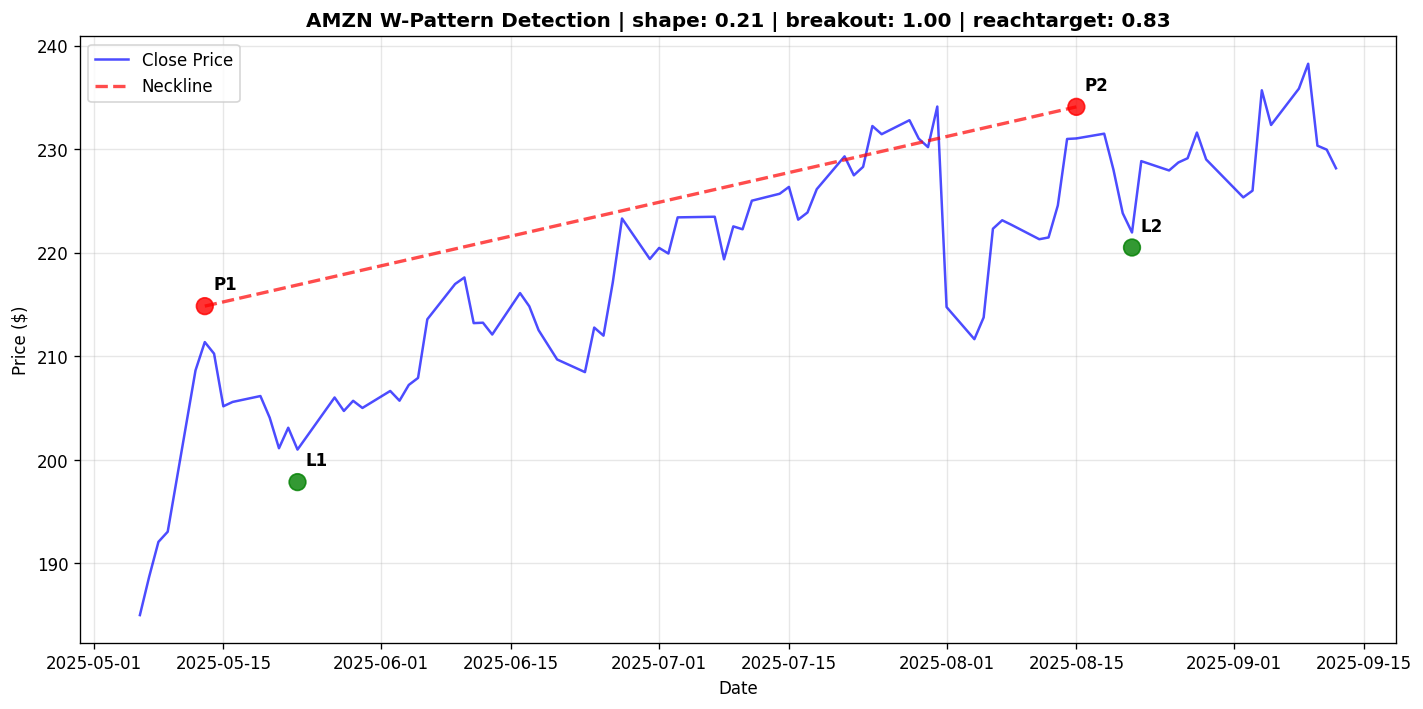 AMZN W-Pattern Detection | shape: 0.21 | breakout: 1.00 | reachtarget: 0.83
Close Price
Neckline
240
230
220
210
200
190
Price ($)
P1
L1
P2
L2
2025-05-01
2025-05-15
2025-06-01
2025-06-15
2025-07-01
2025-07-15
2025-08-01
2025-08-15
2025-09-01
2025-09-15
Date